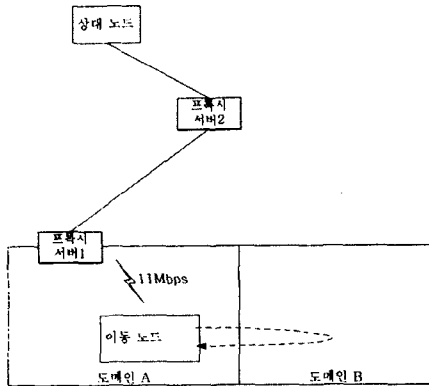 상대 노드
프록시
서버2
프록시
서버1
11Mbps
이동 노드
도메인 A
도메인 B